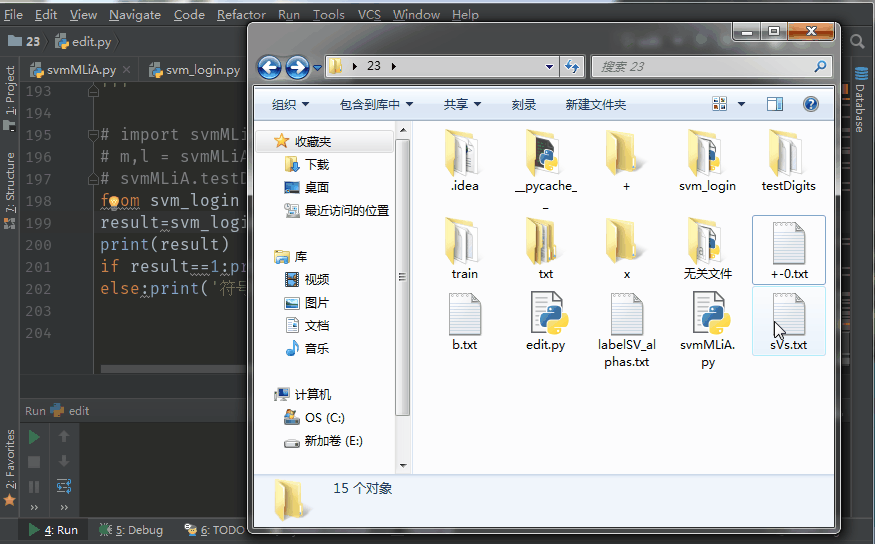 File Edit View Navigate Code Refactor Run Tools VCS Window Help
23 edit.py
svmMLiA.py svm_login.py
1: Project
7: Structure
2: Favorites
Database
193 '''
194
195 # import svmMLi
196 # m,l = svmMLiA
197 # svmMLiA.testD
198 from svm_login
199 result=svm_logi
200 print(result)
201 if result==1:pr
202 else:print('符号
203
204
Run edit
4: Run 5: Debug 6: TODO
23
搜索 23
组织 包含到库中 共享 刻录 新建文件夹
收藏夹
下载
桌面
最近访问的位置
库
视频
图片
文档
音乐
计算机
OS (C:)
新加卷 (E:)
.idea
__pycache_
_
+
svm_login
testDigits
train
txt
x
无关文件
+-0.txt
b.txt
edit.py
labelSV_al
phas.txt
svmMLiA.
py
sVs.txt
15 个对象